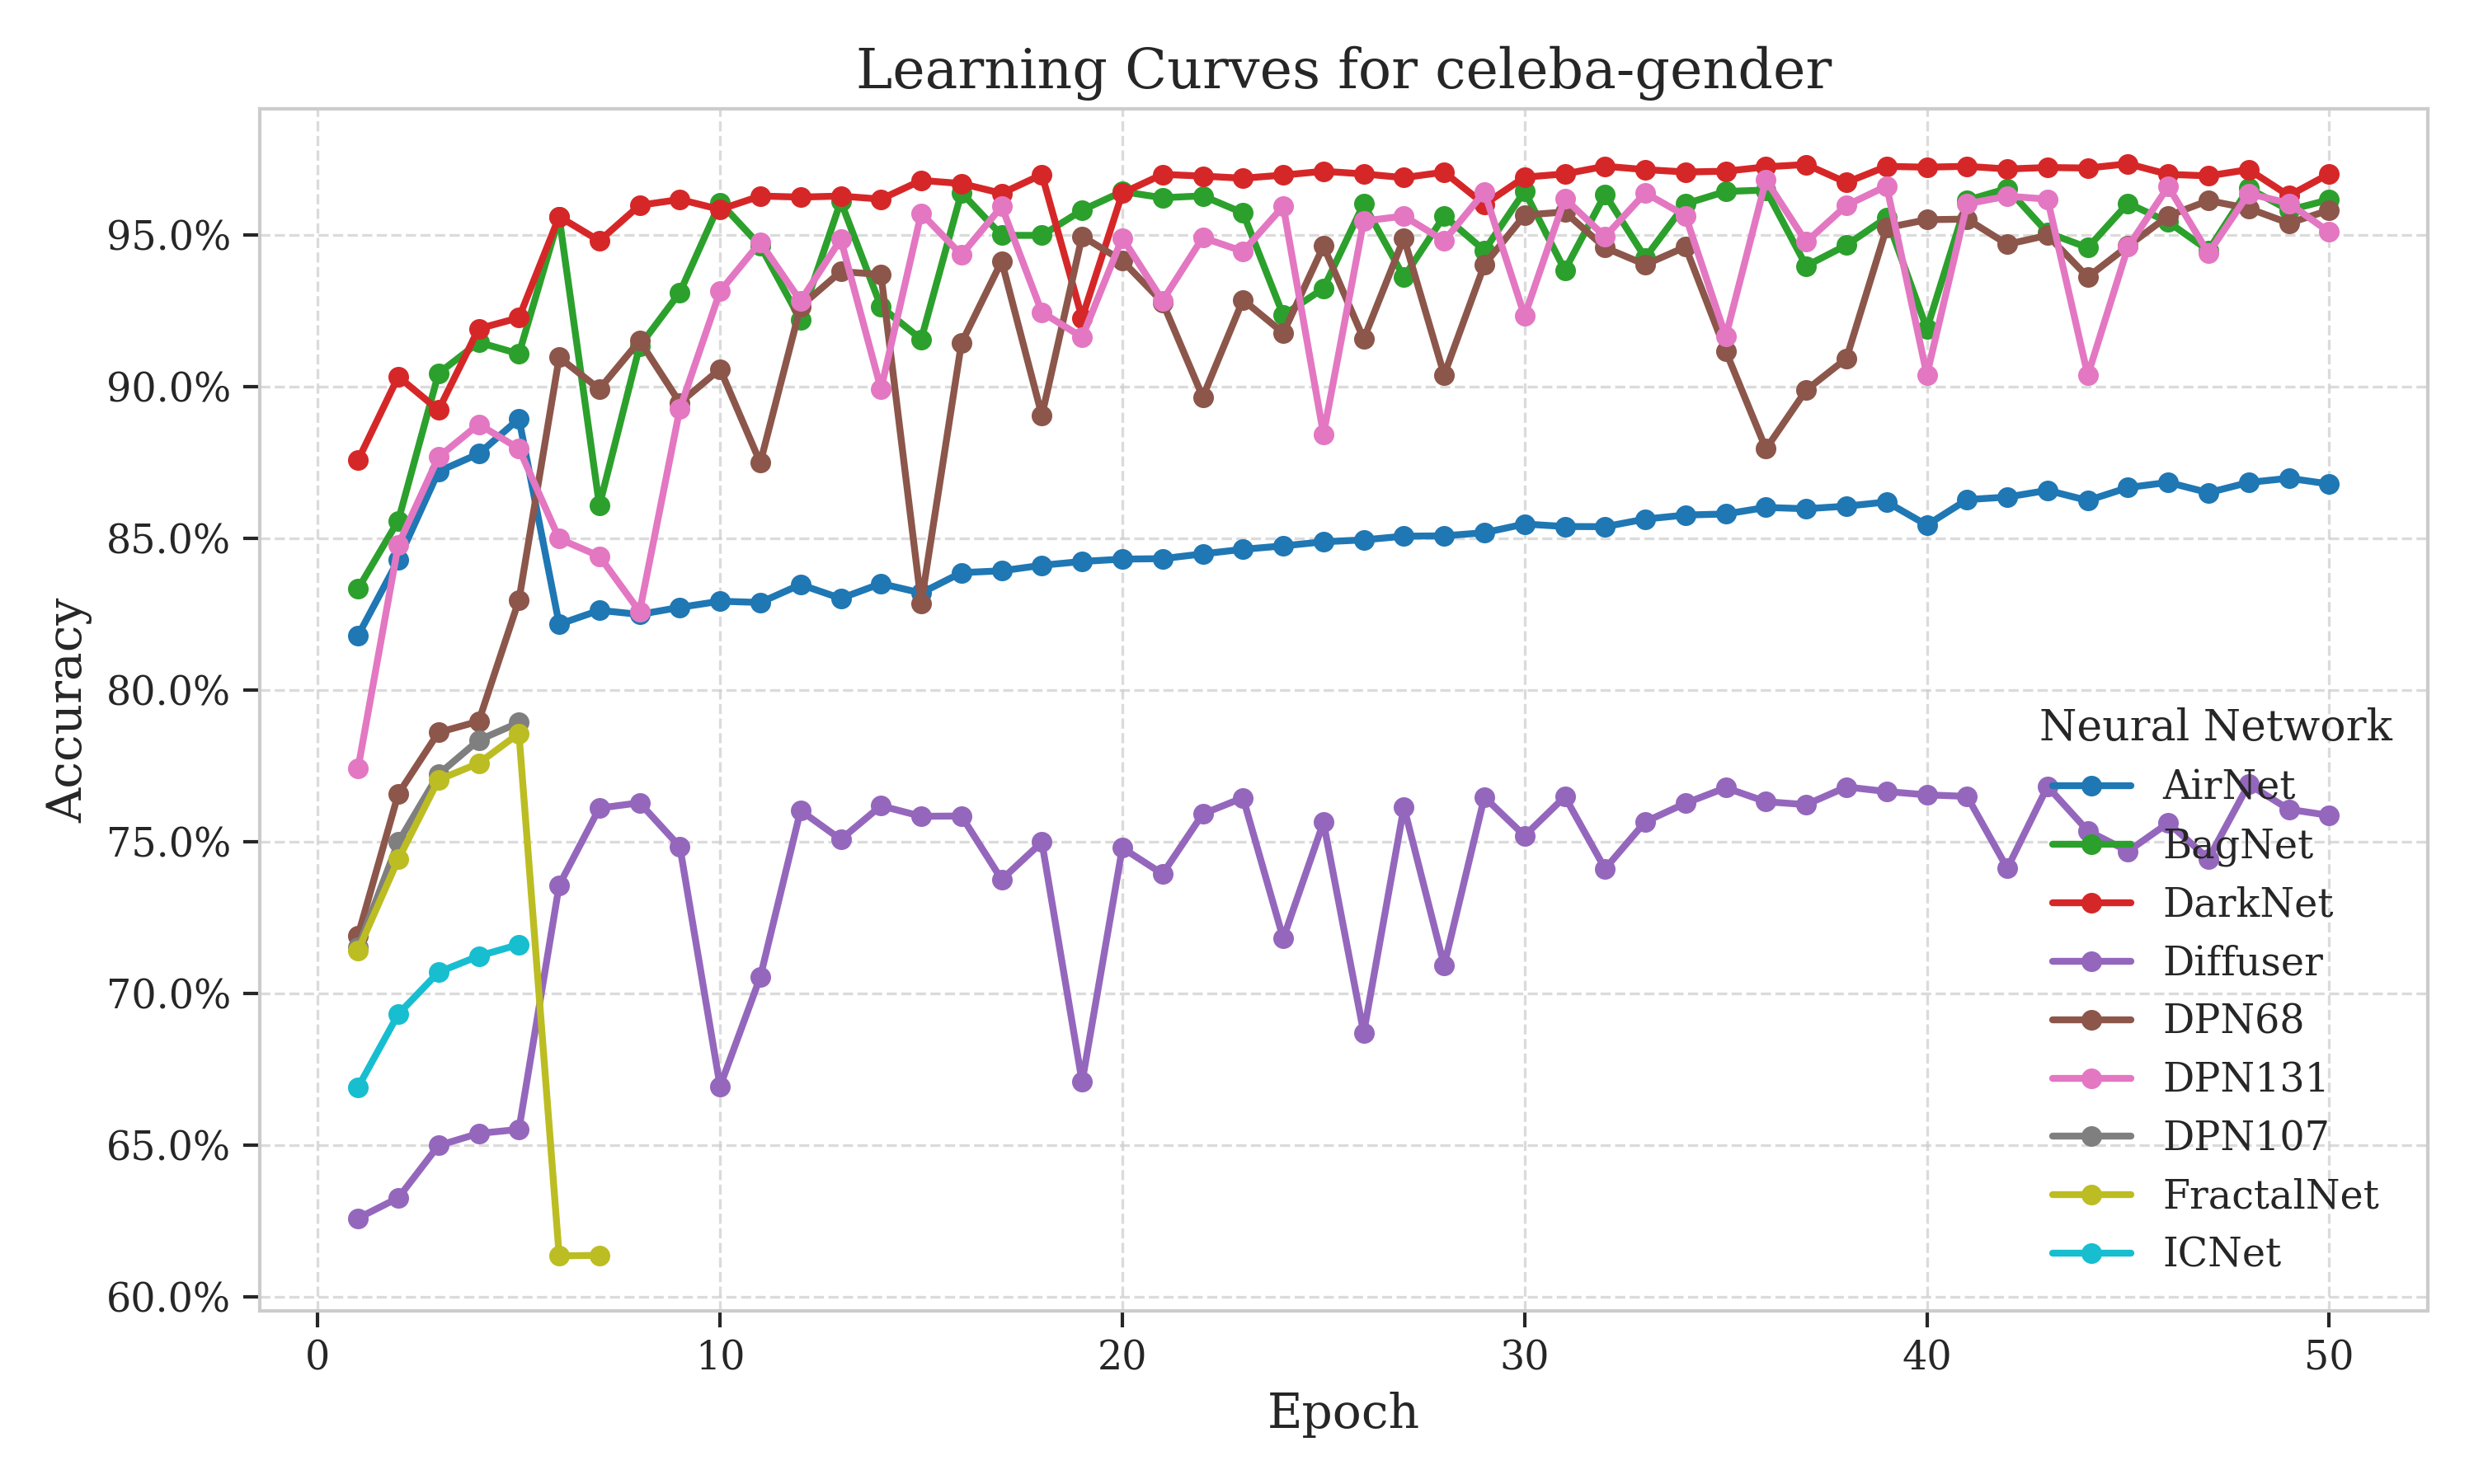 Learning Curves for celeba-gender
Accuracy
95.0%
90.0%
85.0%
80.0%
75.0%
70.0%
65.0%
60.0%
0 10 20 30 40 50
Epoch
Neural Network
AirNet
BagNet
DarkNet
Diffuser
DPN68
DPN131
DPN107
FractalNet
ICNet